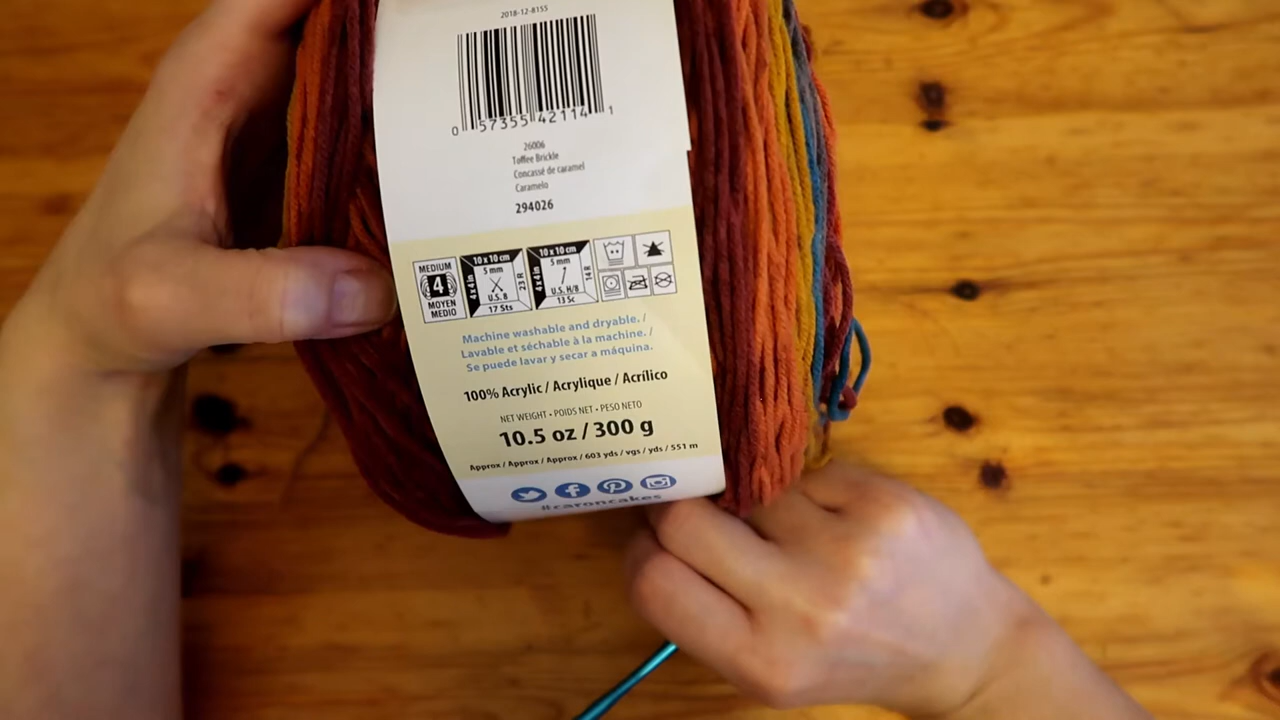 2018-12-8155
0 57355 42114 1
26006
Toffee Brickle
Concassé de caramel
Caramelo
294026
MEDIUM
4
MOYEN
MEDIO
10 x 10 cm
4 x 4 in
5 mm
23 R
U.S. 8
17 Sts
10 x 10 cm
4 x 4 in
5 mm
14 R
U.S. H/8
13 Sc
Machine washable and dryable. /
Lavable et séchable à la machine. /
Se puede lavar y secar a máquina.
100% Acrylic / Acrylique / Acrílico
NET WEIGHT • POIDS NET • PESO NETO
10.5 oz / 300 g
Approx / Approx / Approx / 603 yds / vgs / yds / 551 m
#caroncakes